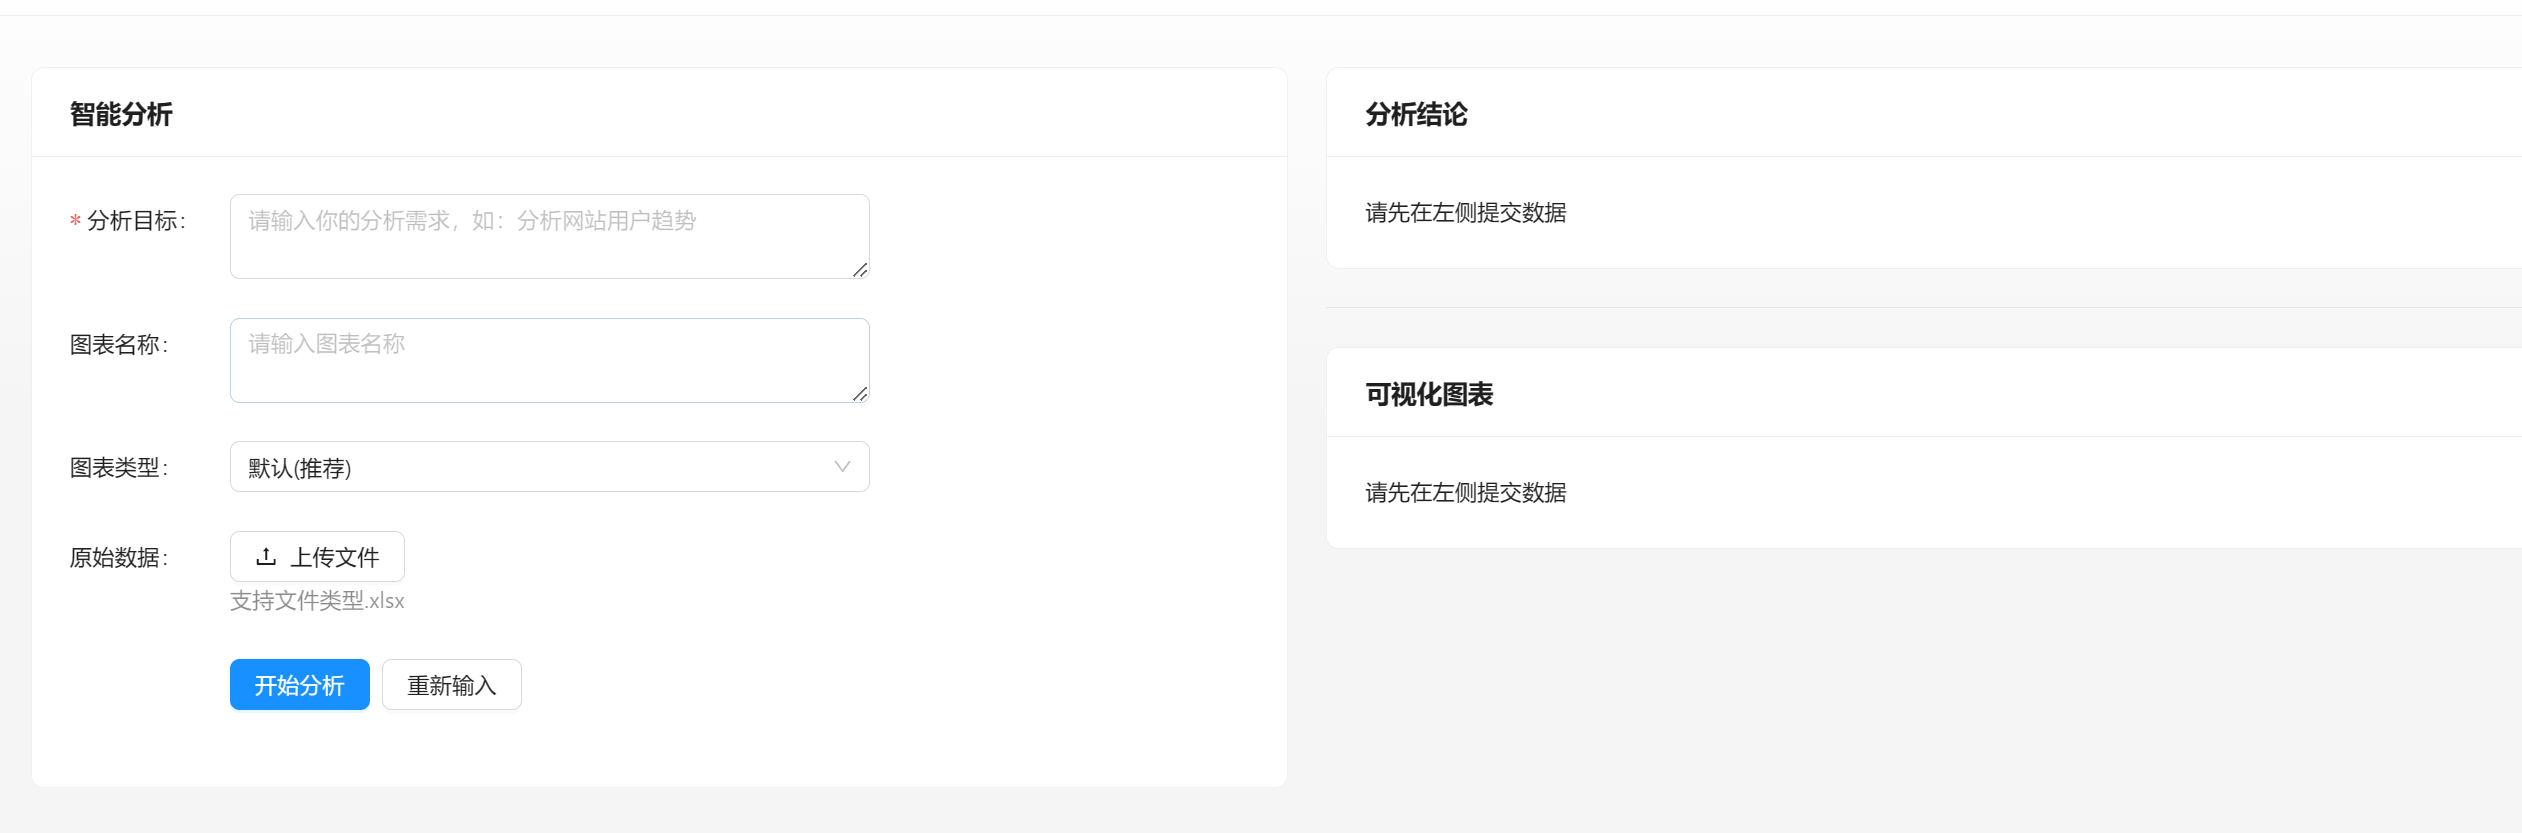 智能分析
* 分析目标:
请输入你的分析需求，如：分析网站用户趋势
图表名称:
请输入图表名称
图表类型:
默认(推荐)
原始数据:
上传文件
支持文件类型.xlsx
开始分析
重新输入
分析结论
请先在左侧提交数据
可视化图表
请先在左侧提交数据